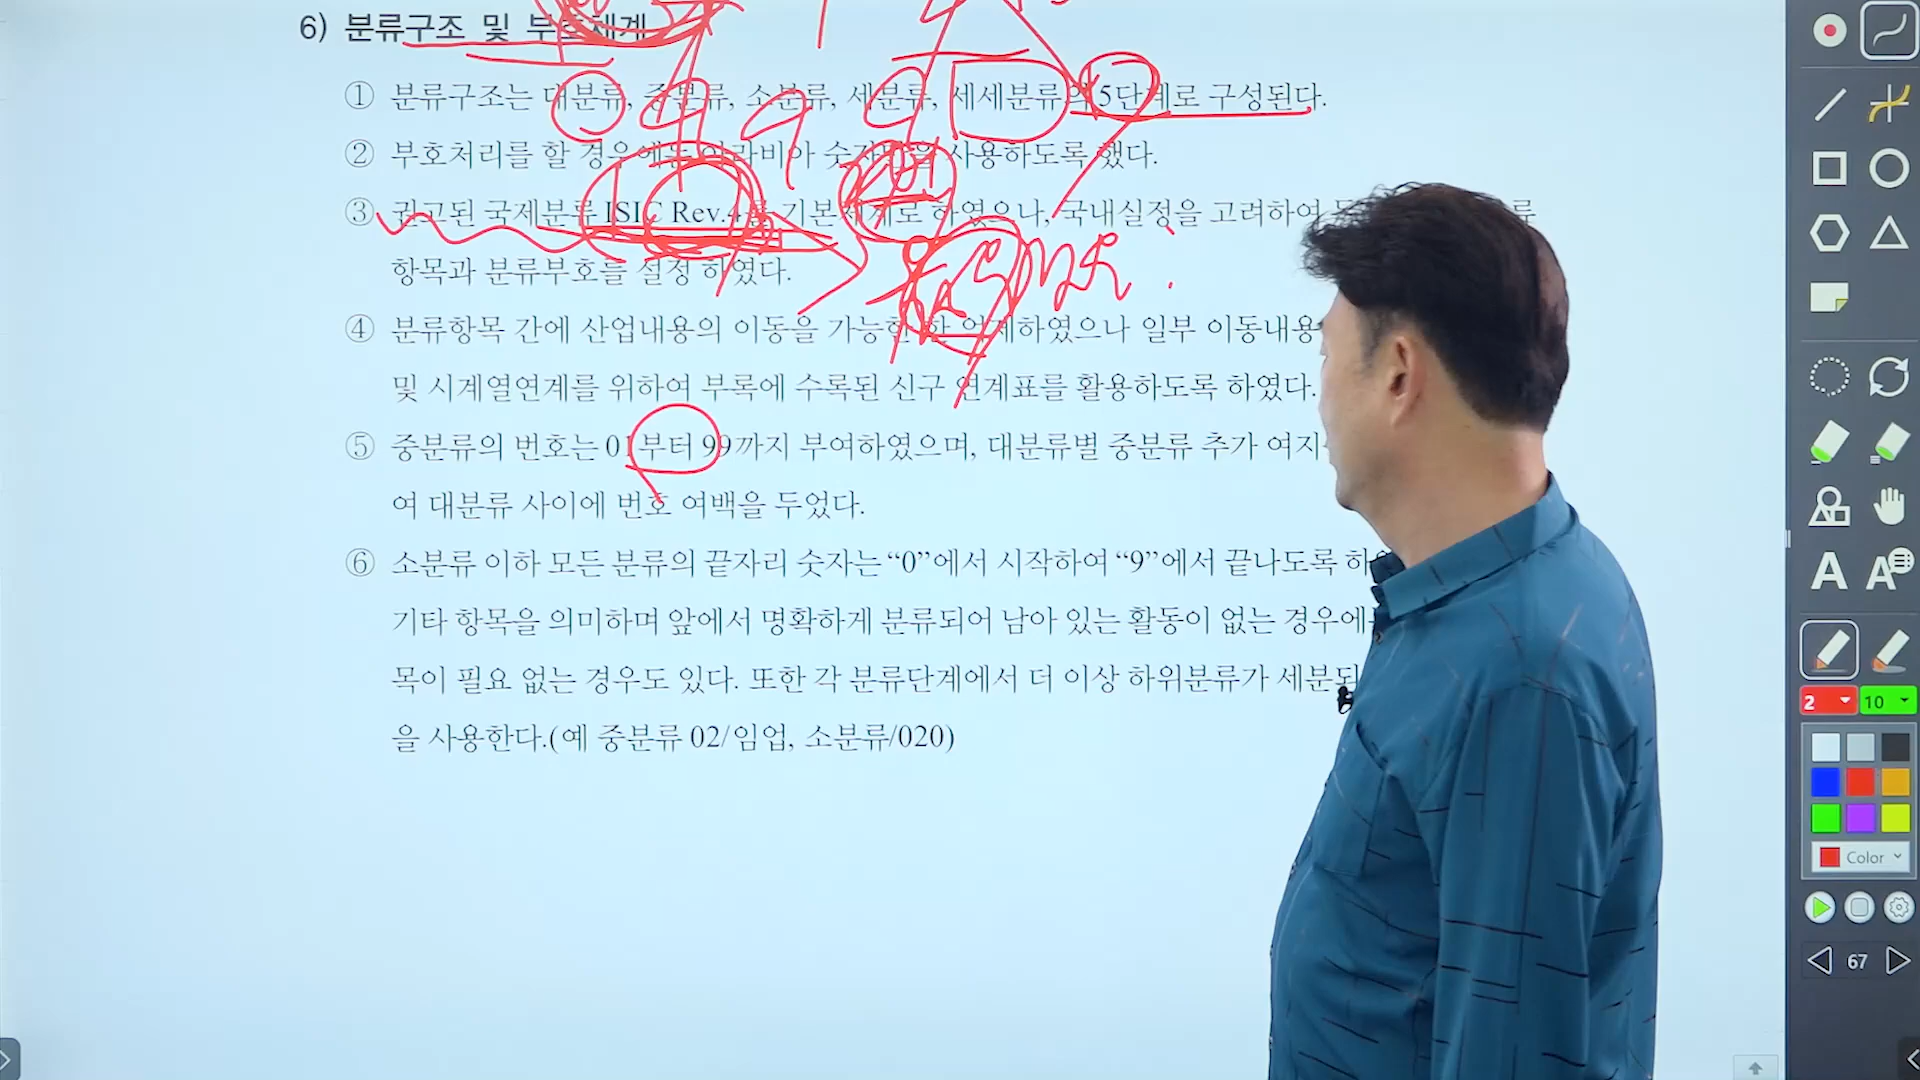 6) 분류구조 및 부호체계
① 분류구조는 대분류, 중분류, 소분류, 세분류, 세세분류의 5단계로 구성된다.
② 부호처리를 할 경우에는 아라비아 숫자만을 사용하도록 했다.
③ 권고된 국제분류 ISIC Rev.4를 기본체계로 하였으나, 국내실정을 고려하여
항목과 분류부호를 설정 하였다.
④ 분류항목 간에 산업내용의 이동을 가능한 한 억제하였으나 일부 이동내용
및 시계열연계를 위하여 부록에 수록된 신구 연계표를 활용하도록 하였다.
⑤ 중분류의 번호는 01부터 99까지 부여하였으며, 대분류별 중분류 추가 여지
여 대분류 사이에 번호 여백을 두었다.
⑥ 소분류 이하 모든 분류의 끝자리 숫자는 “0”에서 시작하여 “9”에서 끝나도록
기타 항목을 의미하며 앞에서 명확하게 분류되어 남아 있는 활동이 없는 경우에
목이 필요 없는 경우도 있다. 또한 각 분류단계에서 더 이상 하위분류가
을 사용한다.(예 중분류 02/임업, 소분류/020)
2
10
Color
67